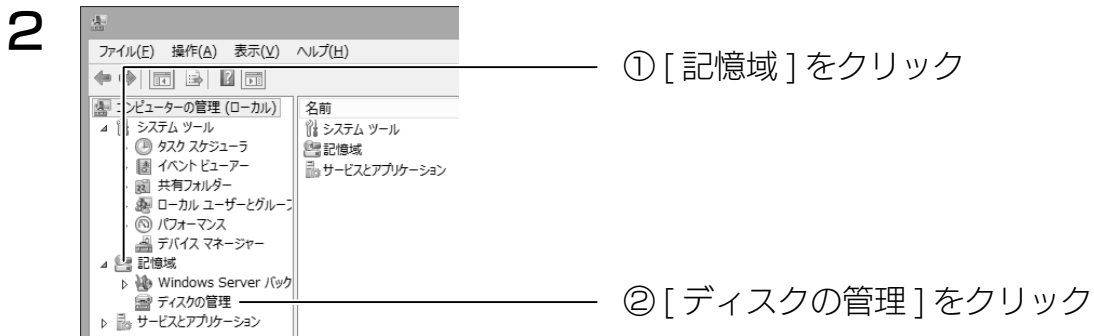 2
ファイル(F) 操作(A) 表示(V) ヘルプ(H)
① [ 記憶域 ] をクリック
コンピューターの管理 (ローカル)
システム ツール
タスク スケジューラ
イベント ビューアー
共有フォルダー
ローカル ユーザーとグループ
パフォーマンス
デバイス マネージャー
記憶域
Windows Server バック
ディスクの管理
サービスとアプリケーション
名前
システム ツール
記憶域
サービスとアプリケーション
② [ ディスクの管理 ] をクリック